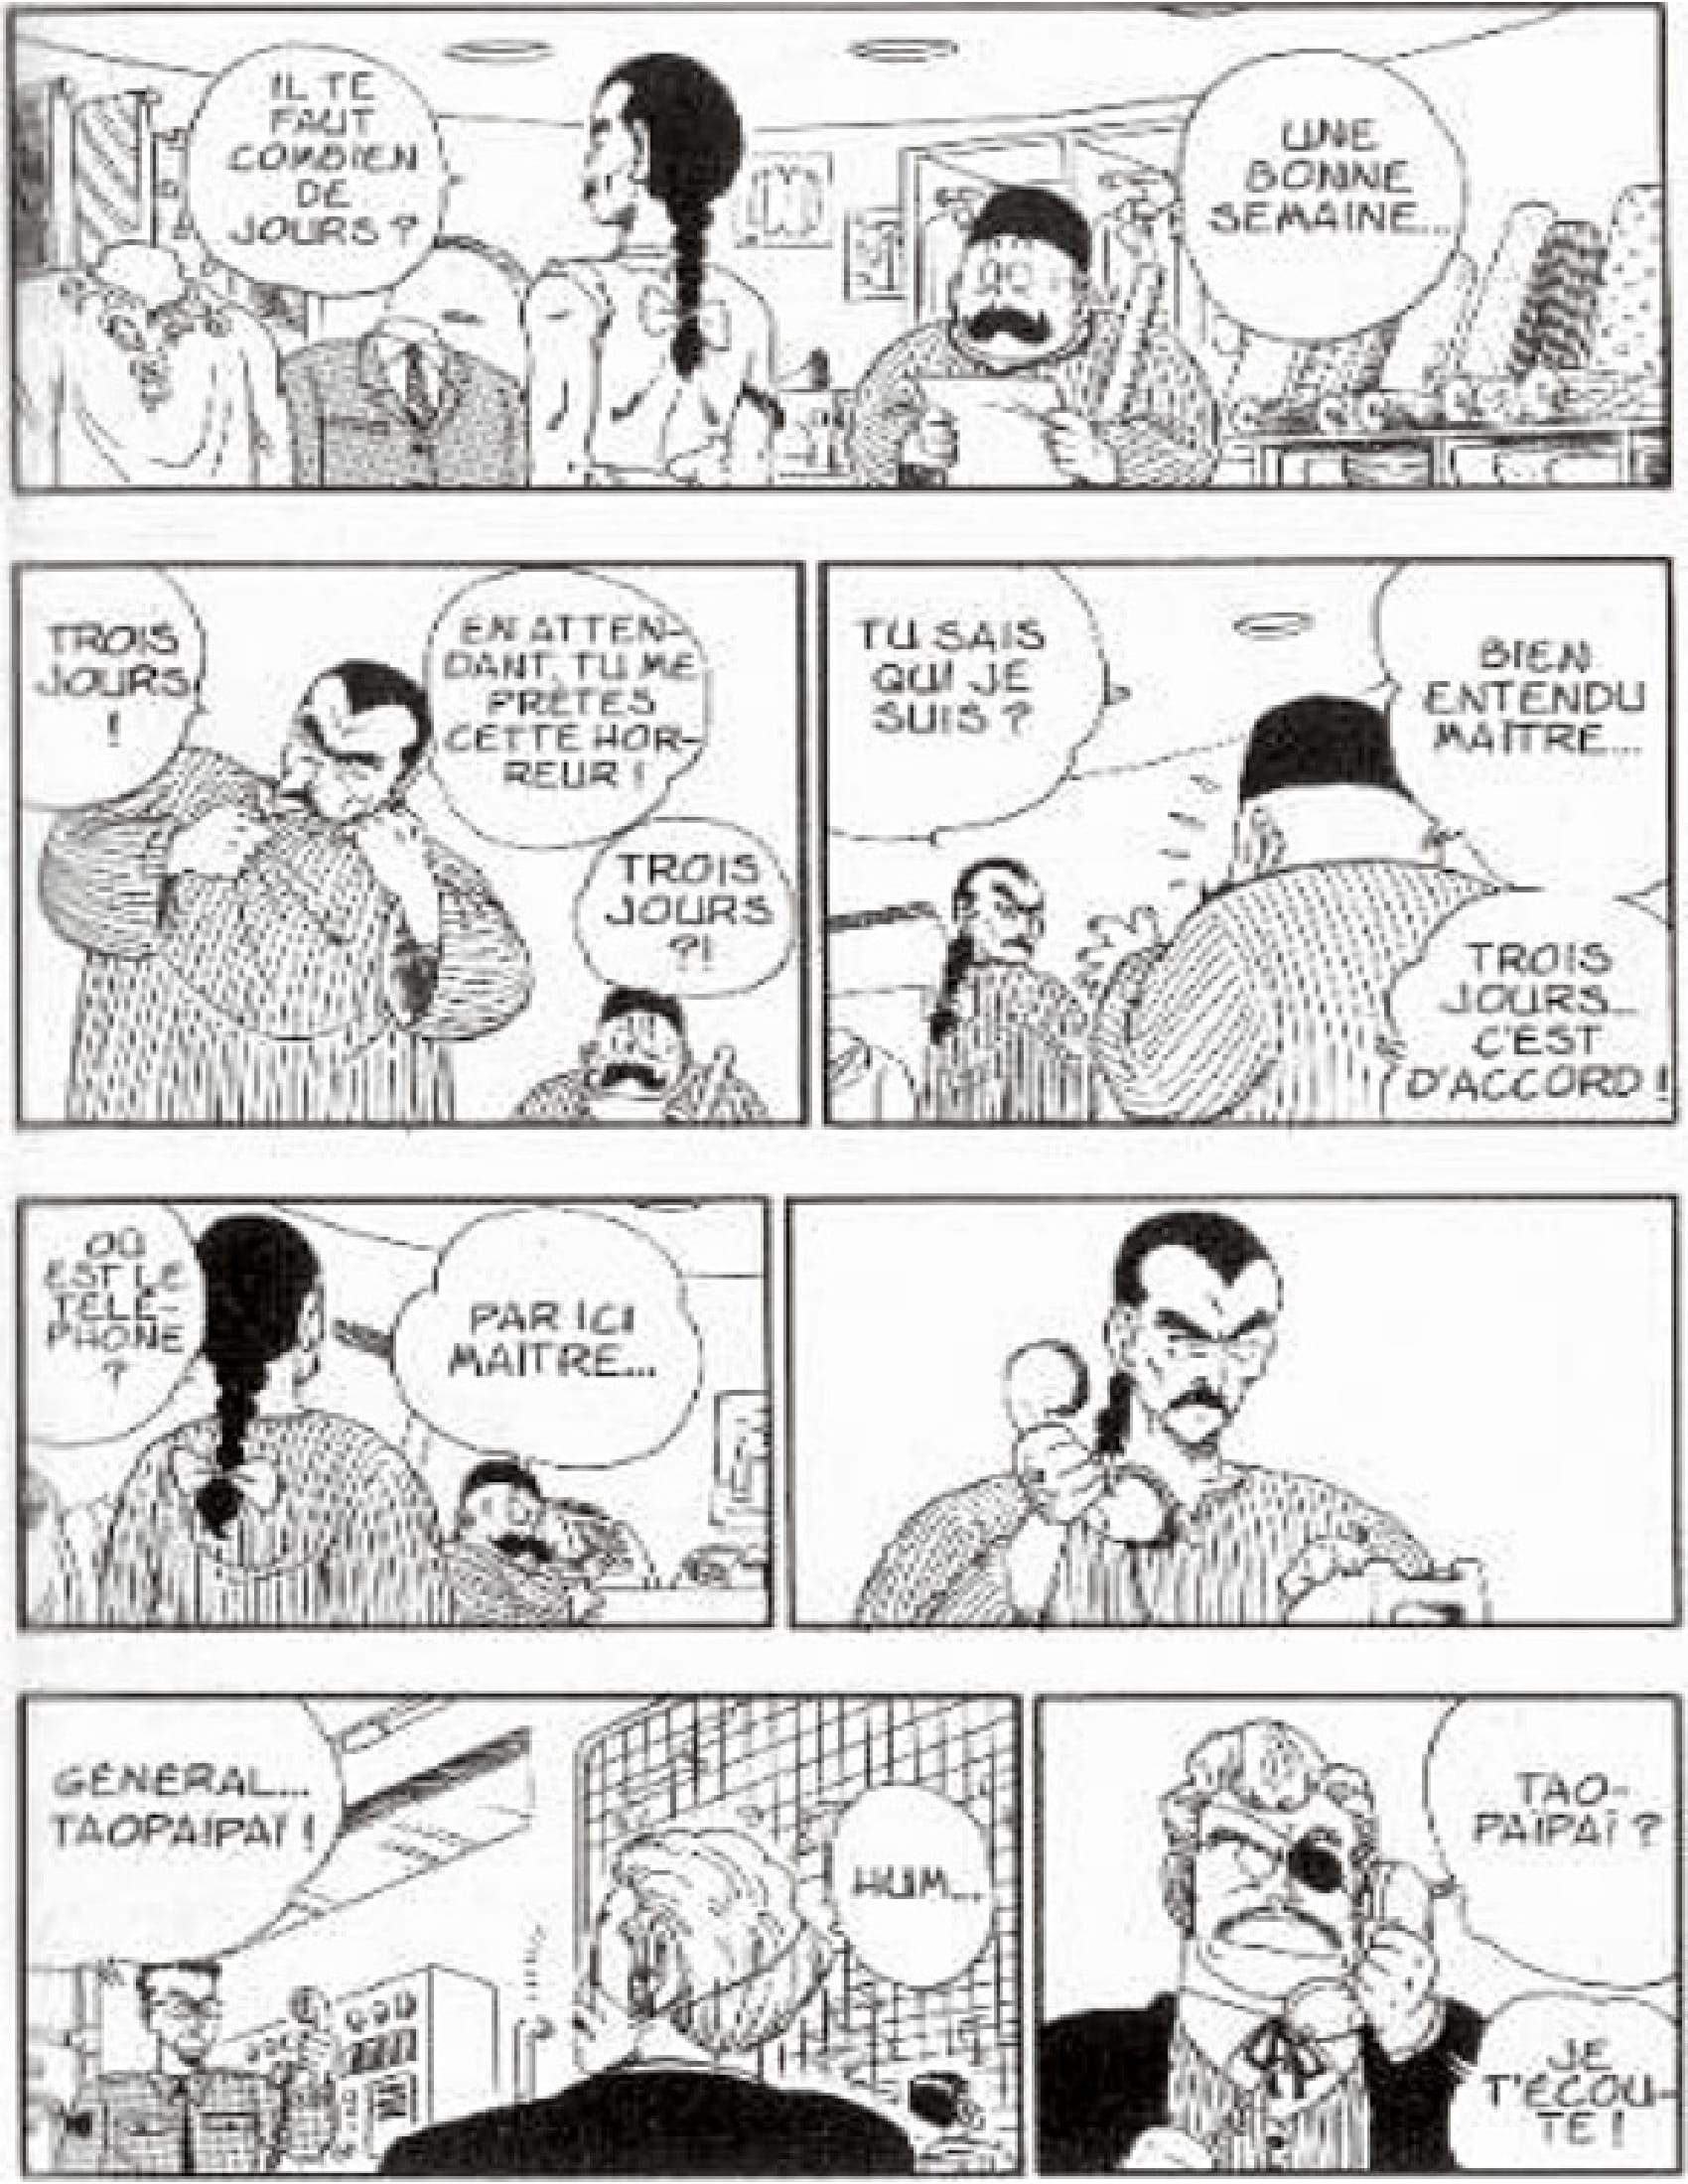 IL TE
FAUT
COMBIEN
DE
JOURS ?
UNE
BONNE
SEMAINE...
TROIS
JOURS
!
EN ATTEN-
DANT, TU ME
PRÊTES
CETTE HOR-
REUR !
TROIS
JOURS
?!
TU SAIS
QUI JE
SUIS ?
BIEN
ENTENDU
MAÎTRE...
TROIS
JOURS...
C'EST
D'ACCORD !
OÙ
EST LE
TÉLÉ-
PHONE
?
PAR ICI
MAÎTRE...
GÉNÉRAL...
TAOPAÏPAÏ !
HUM...
TAO-
PAÏPAÏ ?
JE
T'ÉCOU-
TE !